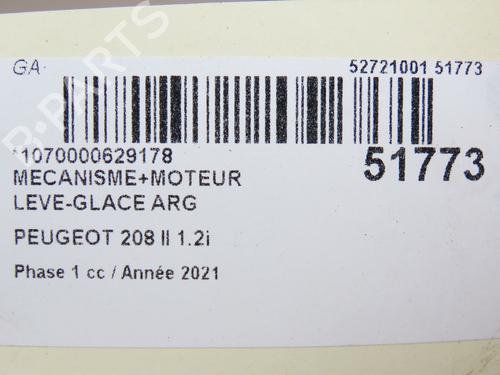 GA
52721001 51773
*1070000629178
51773
MECANISME+MOTEUR
LEVE-GLACE ARG
PEUGEOT 208 II 1.2i
Phase 1 cc / Année 2021